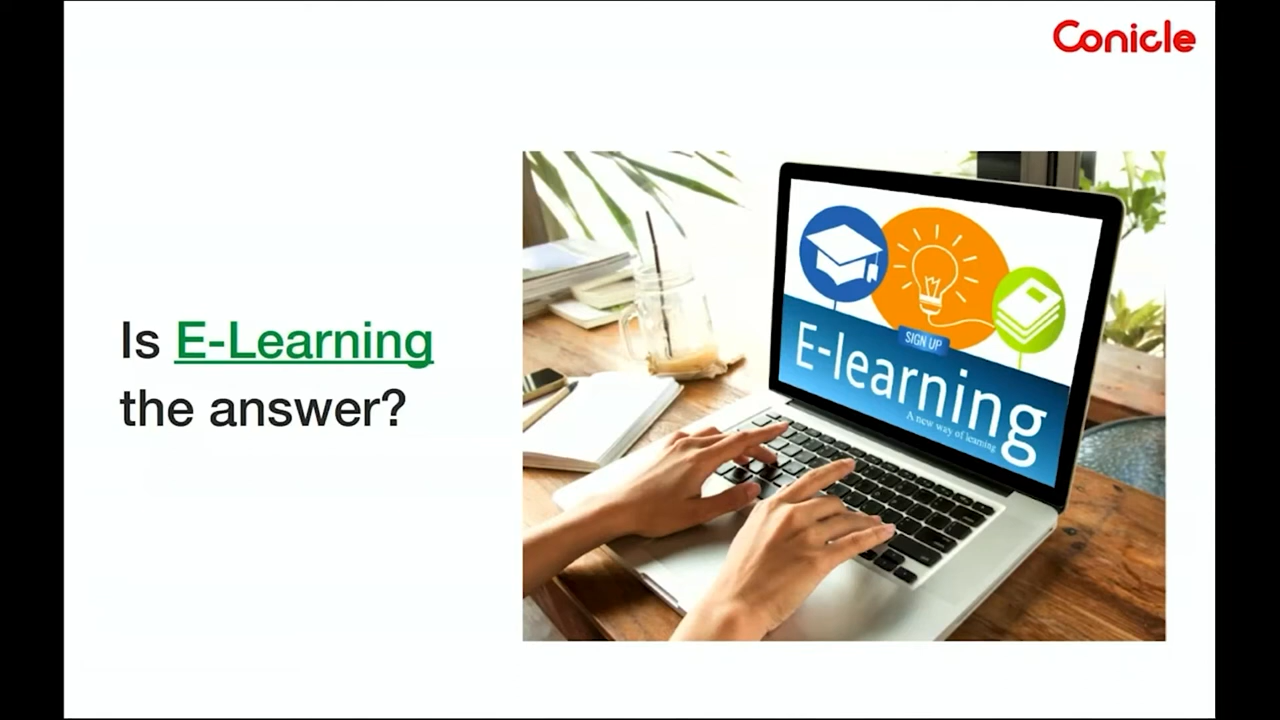 Conicle
Is E-Learning
the answer?
SIGN UP
E-learning
A new way of learning